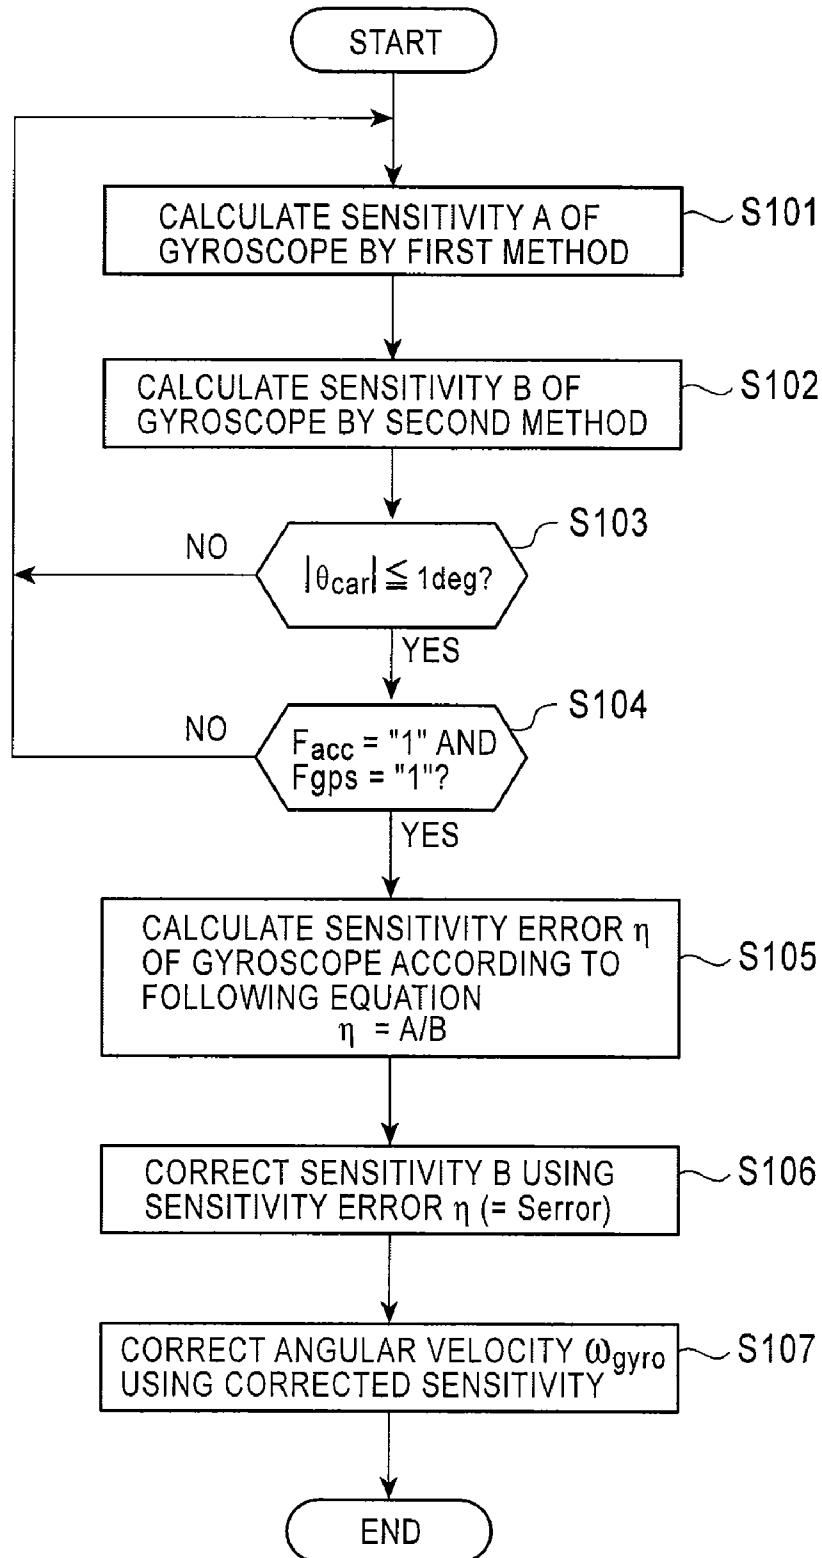 START
CALCULATE SENSITIVITY A OF
GYROSCOPE BY FIRST METHOD
S101
CALCULATE SENSITIVITY B OF
GYROSCOPE BY SECOND METHOD
S102
S103
NO
|θcar| ≦ 1deg?
YES
S104
NO
Facc = "1" AND
Fgps = "1"?
YES
CALCULATE SENSITIVITY ERROR η
OF GYROSCOPE ACCORDING TO
FOLLOWING EQUATION
η = A/B
S105
CORRECT SENSITIVITY B USING
SENSITIVITY ERROR η (= Serror)
S106
CORRECT ANGULAR VELOCITY ωgyro
USING CORRECTED SENSITIVITY
S107
END